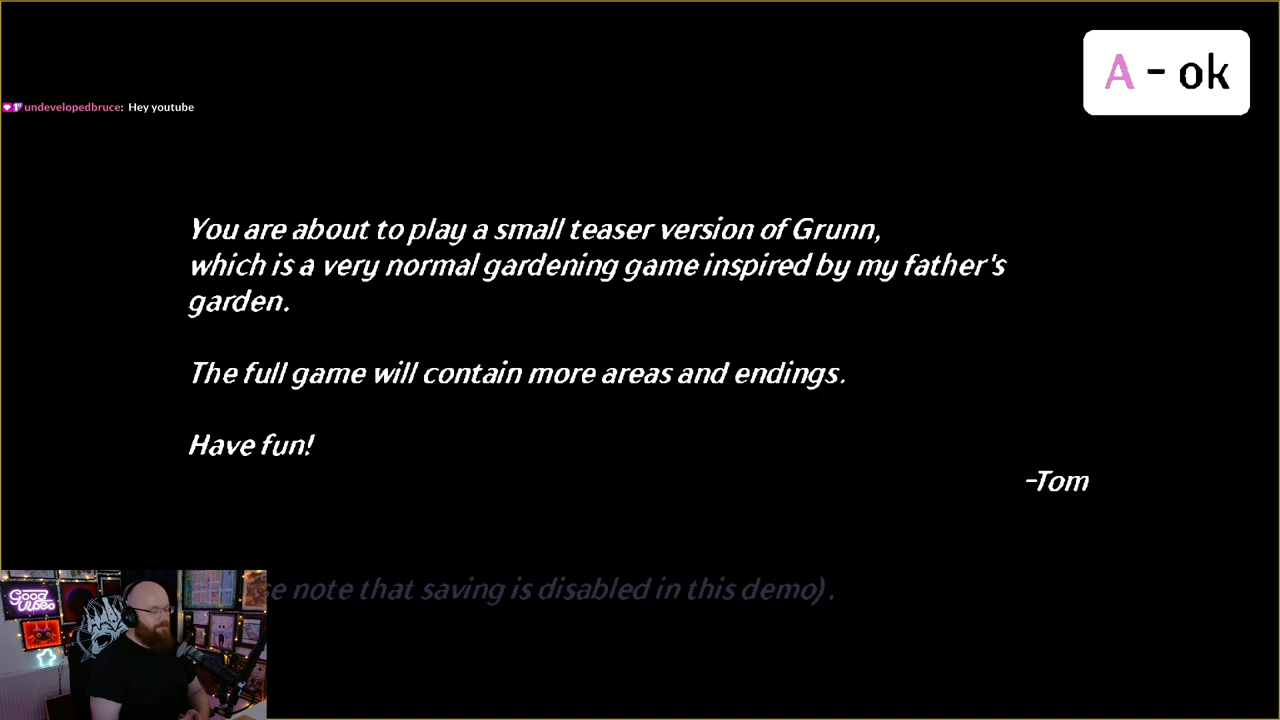 A - ok
undevelopedbruce: Hey youtube
You are about to play a small teaser version of Grunn,
which is a very normal gardening game inspired by my father's
garden.
The full game will contain more areas and endings.
Have fun!
-Tom
note that saving is disabled in this demo).
Good
Video